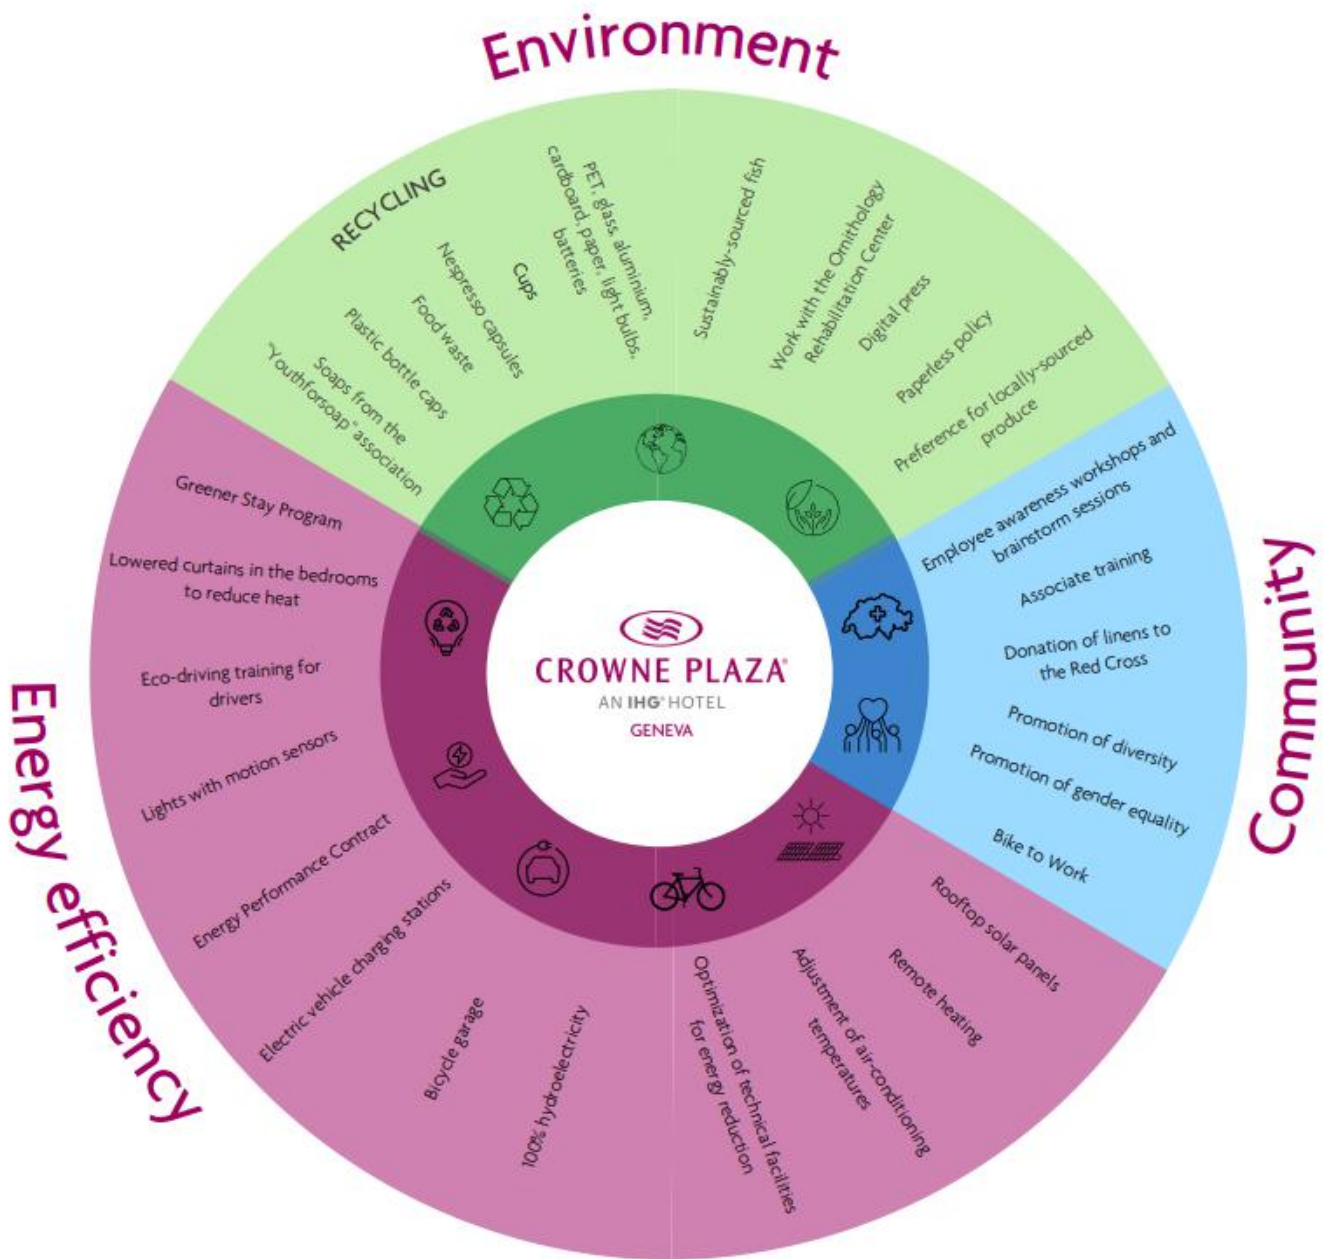 Environment
RECYCLING
"Youthforsoap" association
Soaps from the
Plastic bottle caps
Food waste
Nespresso capsules
Cups
PET, glass, aluminium,
cardboard, paper, light bulbs,
batteries
Sustainably-sourced fish
Work with the Ornithology
Rehabilitation Center
Digital press
Paperless policy
Preference for locally-sourced
produce
Community
Employee awareness workshops and
brainstorm sessions
Associate training
Donation of linens to
the Red Cross
Promotion of diversity
Promotion of gender equality
Bike to Work
Energy efficiency
Rooftop solar panels
Remote heating
Adjustment of air-conditioning
temperatures
Optimization of technical facilities
for energy reduction
100% hydroelectricity
Bicycle garage
Electric vehicle charging stations
Energy Performance Contract
Lights with motion sensors
Eco-driving training for
drivers
Lowered curtains in the bedrooms
to reduce heat
Greener Stay Program
CROWNE PLAZA®
AN IHG® HOTEL
GENEVA